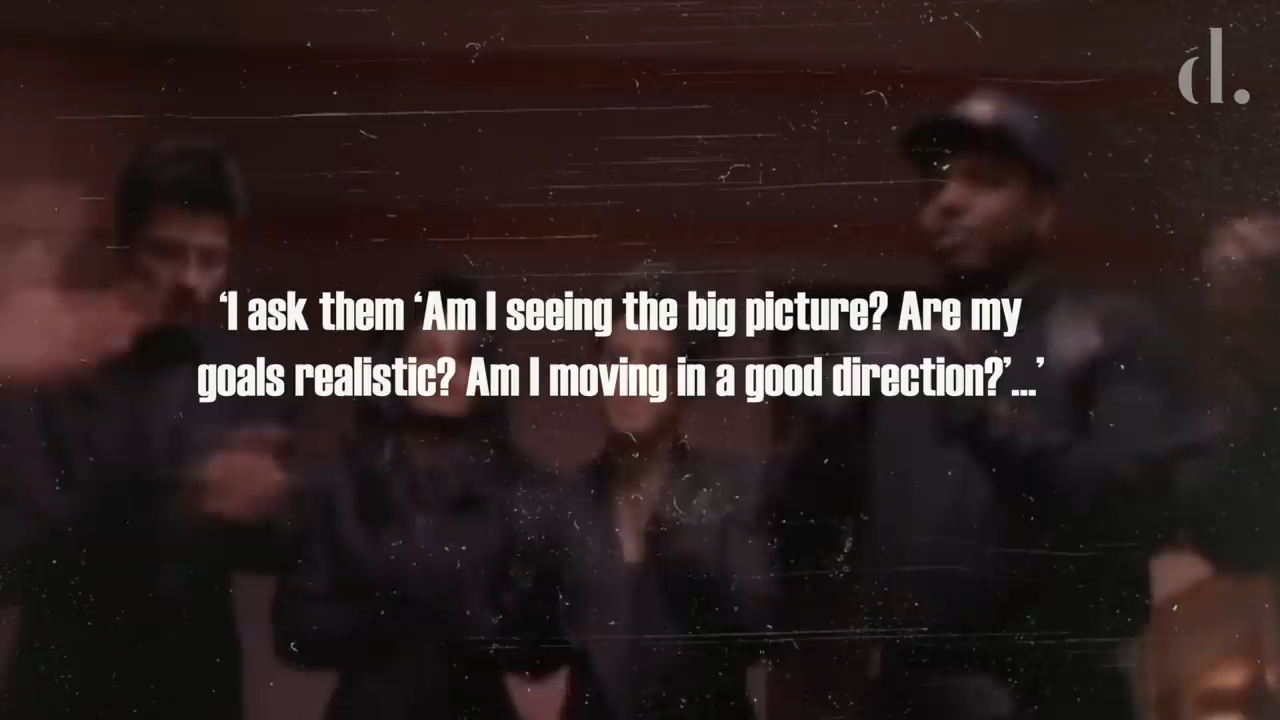 d.
‘I ask them ‘Am I seeing the big picture? Are my
goals realistic? Am I moving in a good direction?’...’